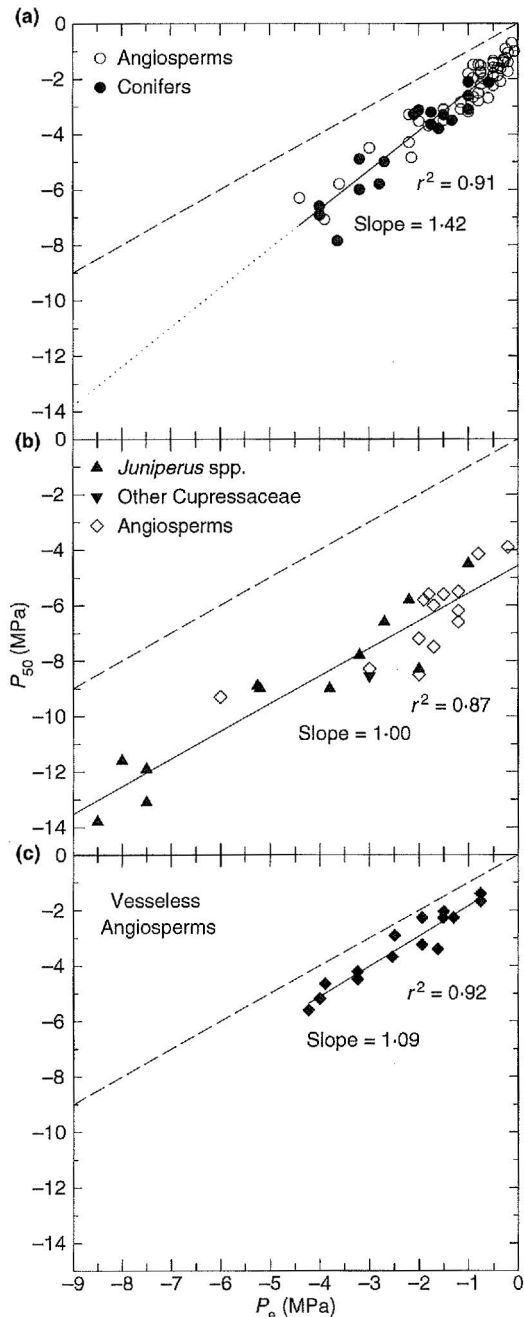 (a)
0
−2
−4
−6
−8
−10
−12
−14
Angiosperms
Conifers
r² = 0·91
Slope = 1·42
(b)
0
−2
−4
−6
−8
−10
−12
−14
P₅₀ (MPa)
Juniperus spp.
Other Cupressaceae
Angiosperms
r² = 0·87
Slope = 1·00
(c)
0
−2
−4
−6
−8
−10
−12
−14
Vesseless
Angiosperms
r² = 0·92
Slope = 1·09
−9 −8 −7 −6 −5 −4 −3 −2 −1 0
Pₑ (MPa)